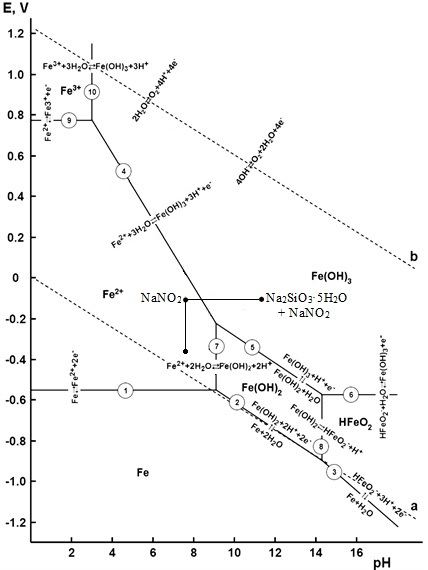 E, V
1.2
1.0
0.8
0.6
0.4
0.2
0
-0.2
-0.4
-0.6
-0.8
-1.0
-1.2
Fe³⁺+3H₂O⇄Fe(OH)₃+3H⁺
Fe³⁺
10
2H₂O⇄O₂+4H⁺+4e⁻
Fe²⁺⇄Fe³⁺+e⁻
9
4
4OH⁻⇄O₂+2H₂O+4e⁻
Fe²⁺+3H₂O⇄Fe(OH)₃+3H⁺+e⁻
b
Fe(OH)₃
Fe²⁺
NaNO₂
Na₂SiO₃·5H₂O
+ NaNO₂
7
5
Fe(OH)₃+H⁺+e⁻
Fe(OH)₂+H₂O
Fe²⁺+2H₂O⇄Fe(OH)₂+2H⁺
Fe⇄Fe²⁺+2e⁻
1
Fe(OH)₂
6
HFeO₂⁻+H₂O⇄Fe(OH)₃+e⁻
2
Fe(OH)₂+2H⁺+2e⁻
Fe+2H₂O
Fe(OH)₂⇄HFeO₂⁻+H⁺
HFeO₂
8
Fe
3
HFeO₂⁻+3H⁺+2e⁻
Fe+H₂O
a
2 4 6 8 10 12 14 16
pH